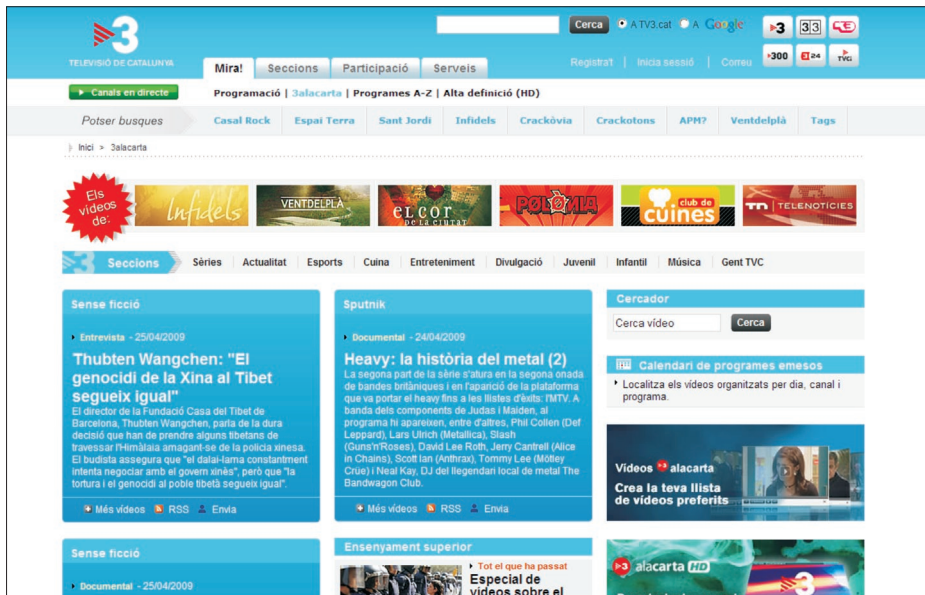 3
TELEVISIÓ DE CATALUNYA
Cerca A TV3.cat A Google
3 33 3
300 3 24 TVG
Mira! Seccions Participació Serveis
Registra't | Inicia sessió | Correu
Canals en directe
Programació | 3alacarta | Programes A-Z | Alta definició (HD)
Potser busques Casal Rock Espai Terra Sant Jordi Infidels Crackòvia Crackotons APM? Ventdelplà Tags
Inici > 3alacarta
Els
vídeos
de:
Infidels
VENTDELPLÀ
EL COR
DE LA CIUTAT
POLÒNIA
club de
cuines
TN | TELENOTÍCIES
3 Seccions Sèries Actualitat Esports Cuina Entreteniment Divulgació Juvenil Infantil Música Gent TVC
Sense ficció
Entrevista - 25/04/2009
Thubten Wangchen: "El
genocidi de la Xina al Tibet
segueix igual"
El director de la Fundació Casa del Tibet de
Barcelona, Thubten Wangchen, parla de la dura
decisió que han de prendre alguns tibetans de
travessar l'Himàlaia amagant-se de la policia xinesa.
El budista assegura que "el dalai-lama constantment
intenta negociar amb el govern xinès", però que "la
tortura i el genocidi al poble tibetà segueix igual".
Més vídeos RSS Envia
Sputnik
Documental - 24/04/2009
Heavy: la història del metal (2)
La segona part de la sèrie s'atura en la segona onada
de bandes britàniques i en l'aparició de la plataforma
que va portar el heavy fins a les llistes d'èxits: l'MTV. A
banda dels components de Judas i Maiden, al
programa hi apareixen, entre d'altres, Phil Collen (Def
Leppard), Lars Ulrich (Metallica), Slash
(Guns'n'Roses), David Lee Roth, Jerry Cantrell (Alice
in Chains), Scott Ian (Anthrax), Tommy Lee (Mötley
Crüe) i Neal Kay, DJ del llegendari local de metal The
Bandwagon Club.
Més vídeos RSS Envia
Cercador
Cerca vídeo Cerca
Calendari de programes emesos
Localitza els vídeos organitzats per dia, canal i
programa.
Vídeos 3 alacarta
Crea la teva llista
de vídeos preferits
Sense ficció
Documental - 25/04/2009
Ensenyament superior
Tot el que ha passat
Especial de
vídeos sobre el
3 alacarta HD
3